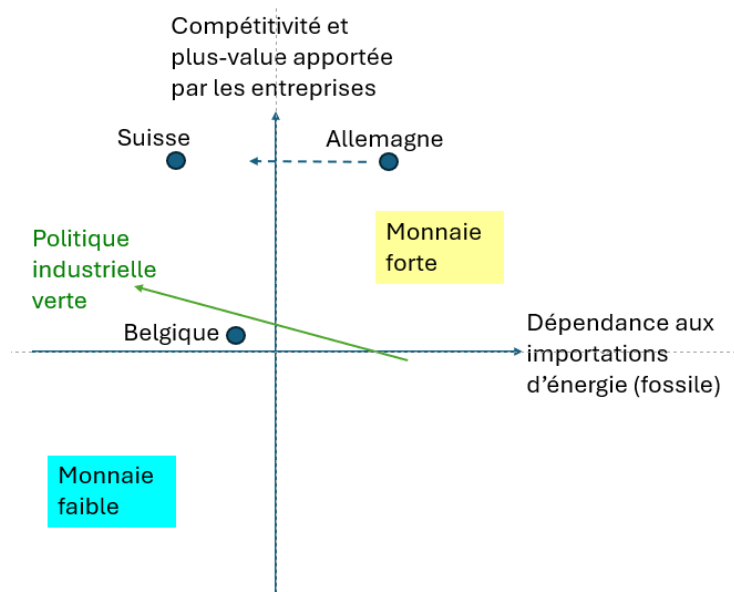 Compétitivité et
plus-value apportée
par les entreprises
Suisse
Allemagne
Monnaie
forte
Politique
industrielle
verte
Belgique
Dépendance aux
importations
d’énergie (fossile)
Monnaie
faible